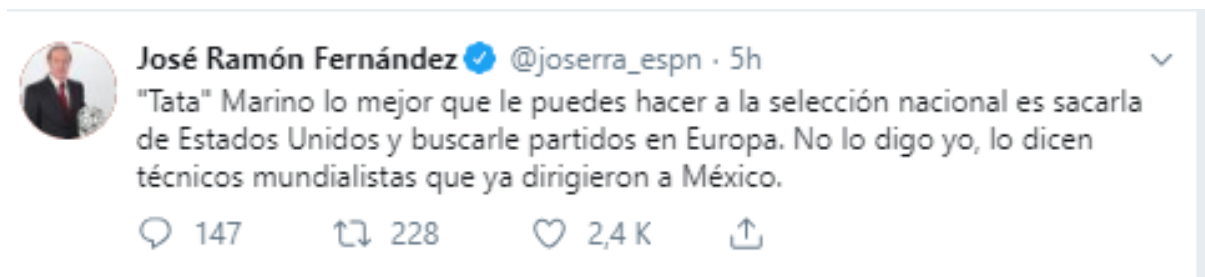 José Ramón Fernández @joserra_espn · 5h
"Tata" Marino lo mejor que le puedes hacer a la selección nacional es sacarla
de Estados Unidos y buscarle partidos en Europa. No lo digo yo, lo dicen
técnicos mundialistas que ya dirigieron a México.
147 228 2,4 K